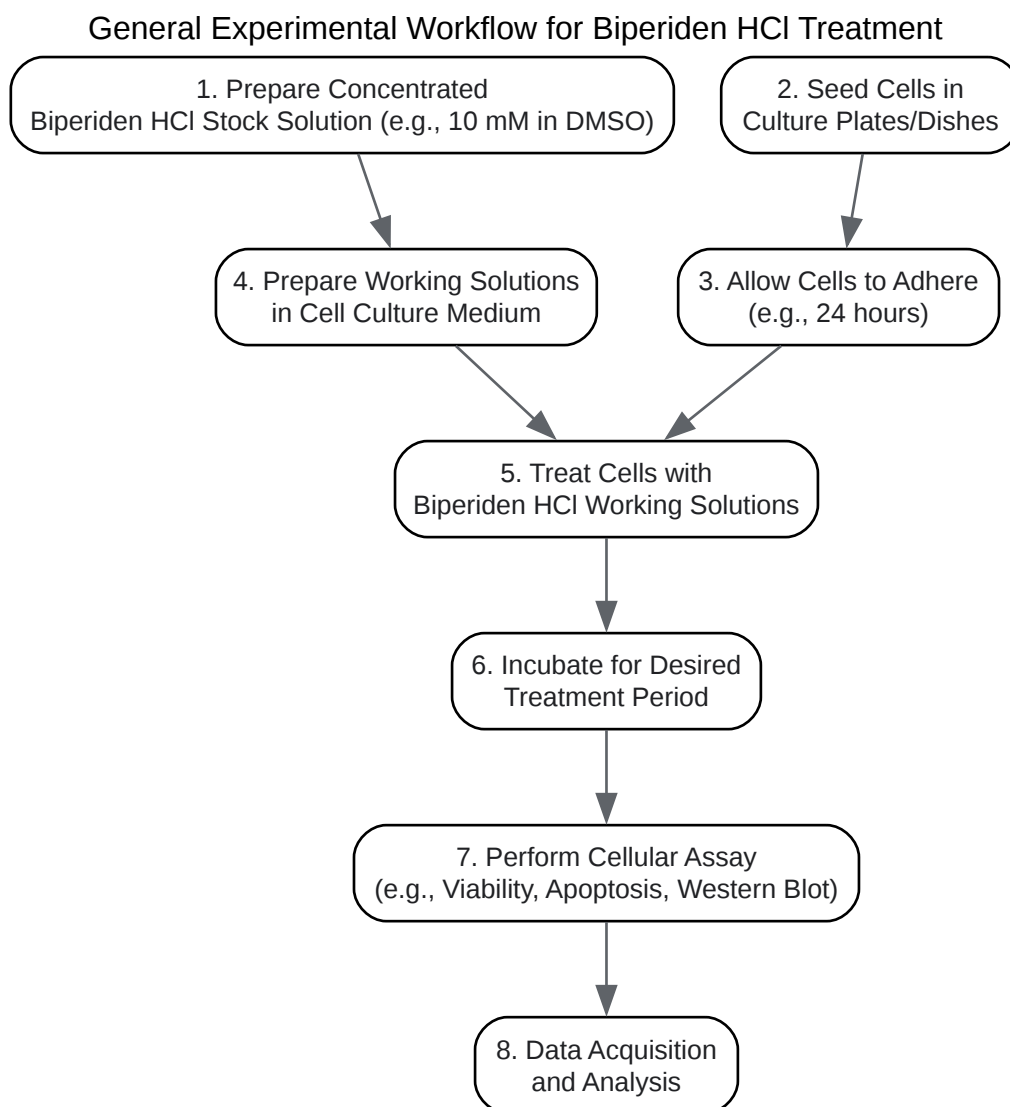 General Experimental Workflow for Biperiden HCl Treatment
1. Prepare Concentrated
Biperiden HCl Stock Solution (e.g., 10 mM in DMSO)
2. Seed Cells in
Culture Plates/Dishes
4. Prepare Working Solutions
in Cell Culture Medium
3. Allow Cells to Adhere
(e.g., 24 hours)
5. Treat Cells with
Biperiden HCl Working Solutions
6. Incubate for Desired
Treatment Period
7. Perform Cellular Assay
(e.g., Viability, Apoptosis, Western Blot)
8. Data Acquisition
and Analysis